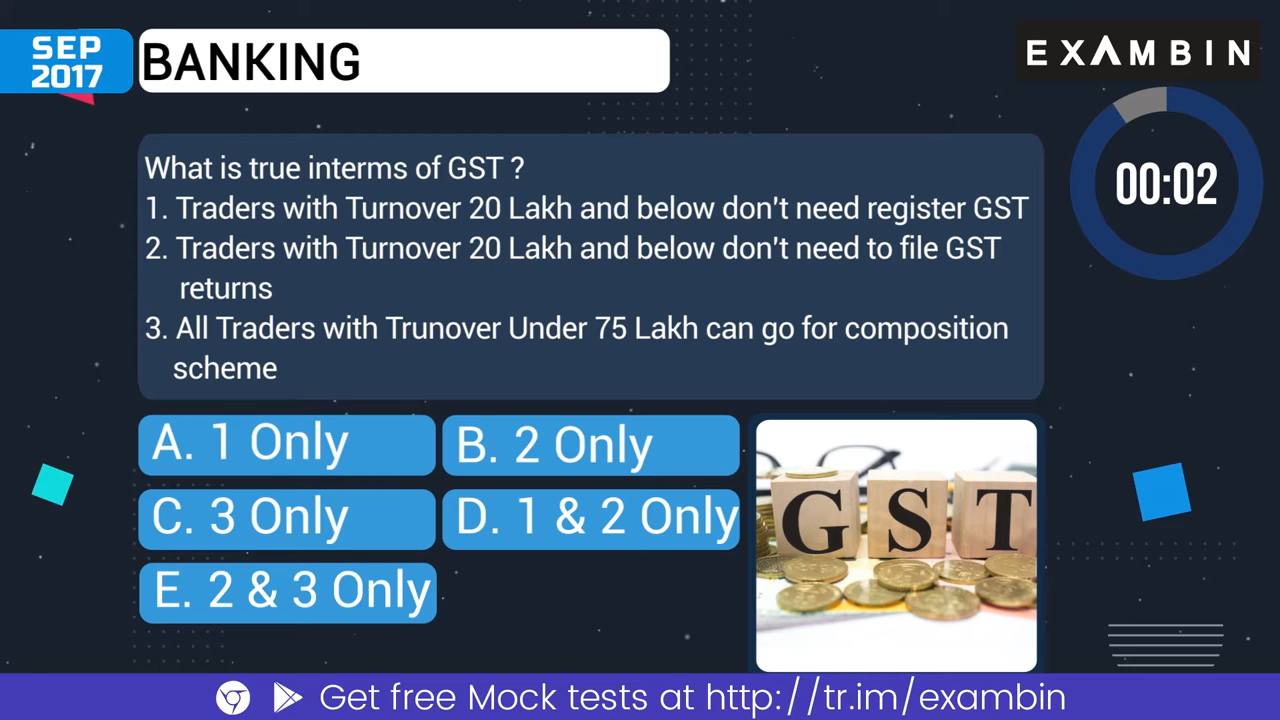 SEP
2017
BANKING
EXAMBIN
00:02
What is true interms of GST ?
1. Traders with Turnover 20 Lakh and below don't need register GST
2. Traders with Turnover 20 Lakh and below don't need to file GST
returns
3. All Traders with Trunover Under 75 Lakh can go for composition
scheme
A. 1 Only
B. 2 Only
C. 3 Only
D. 1 & 2 Only
E. 2 & 3 Only
GST
Get free Mock tests at http://tr.im/exambin